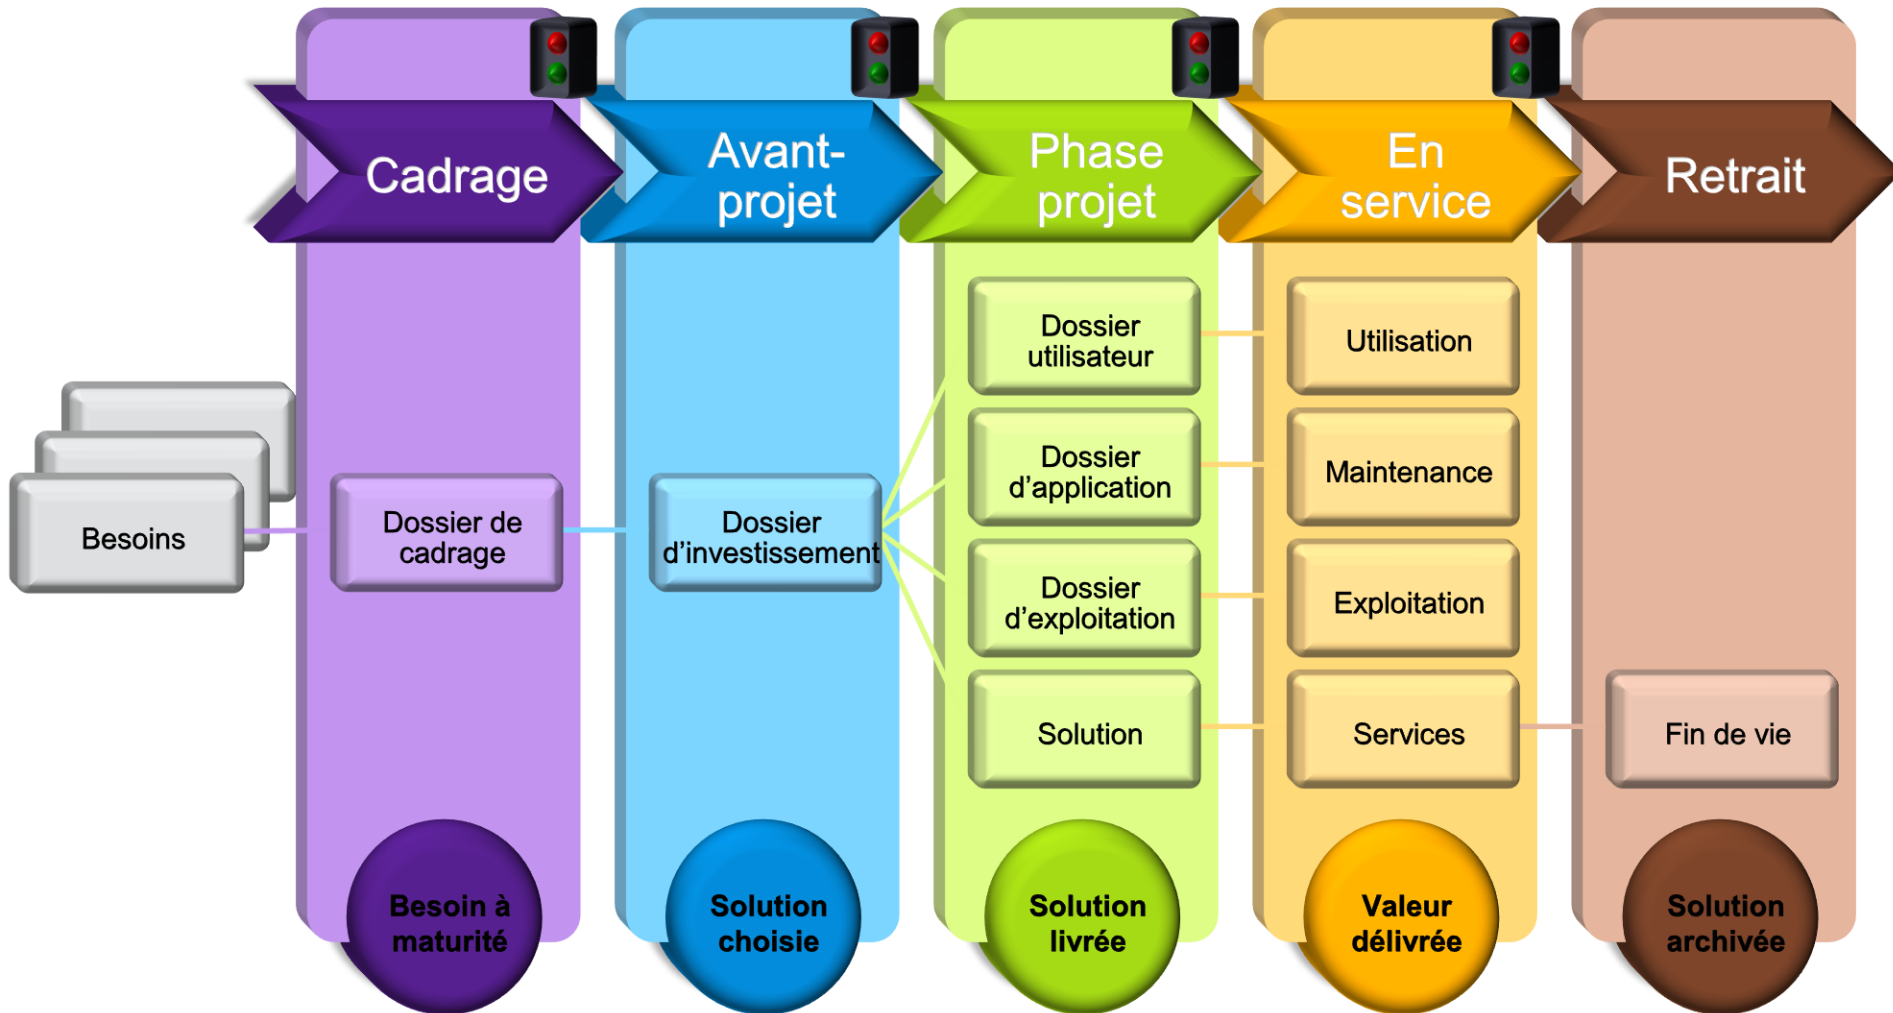 Cadrage
Avant-
projet
Phase
projet
En
service
Retrait
Besoins
Dossier de
cadrage
Dossier
d’investissement
Dossier
utilisateur
Dossier
d’application
Dossier
d’exploitation
Solution
Utilisation
Maintenance
Exploitation
Services
Fin de vie
Besoin à
maturité
Solution
choisie
Solution
livrée
Valeur
délivrée
Solution
archivée